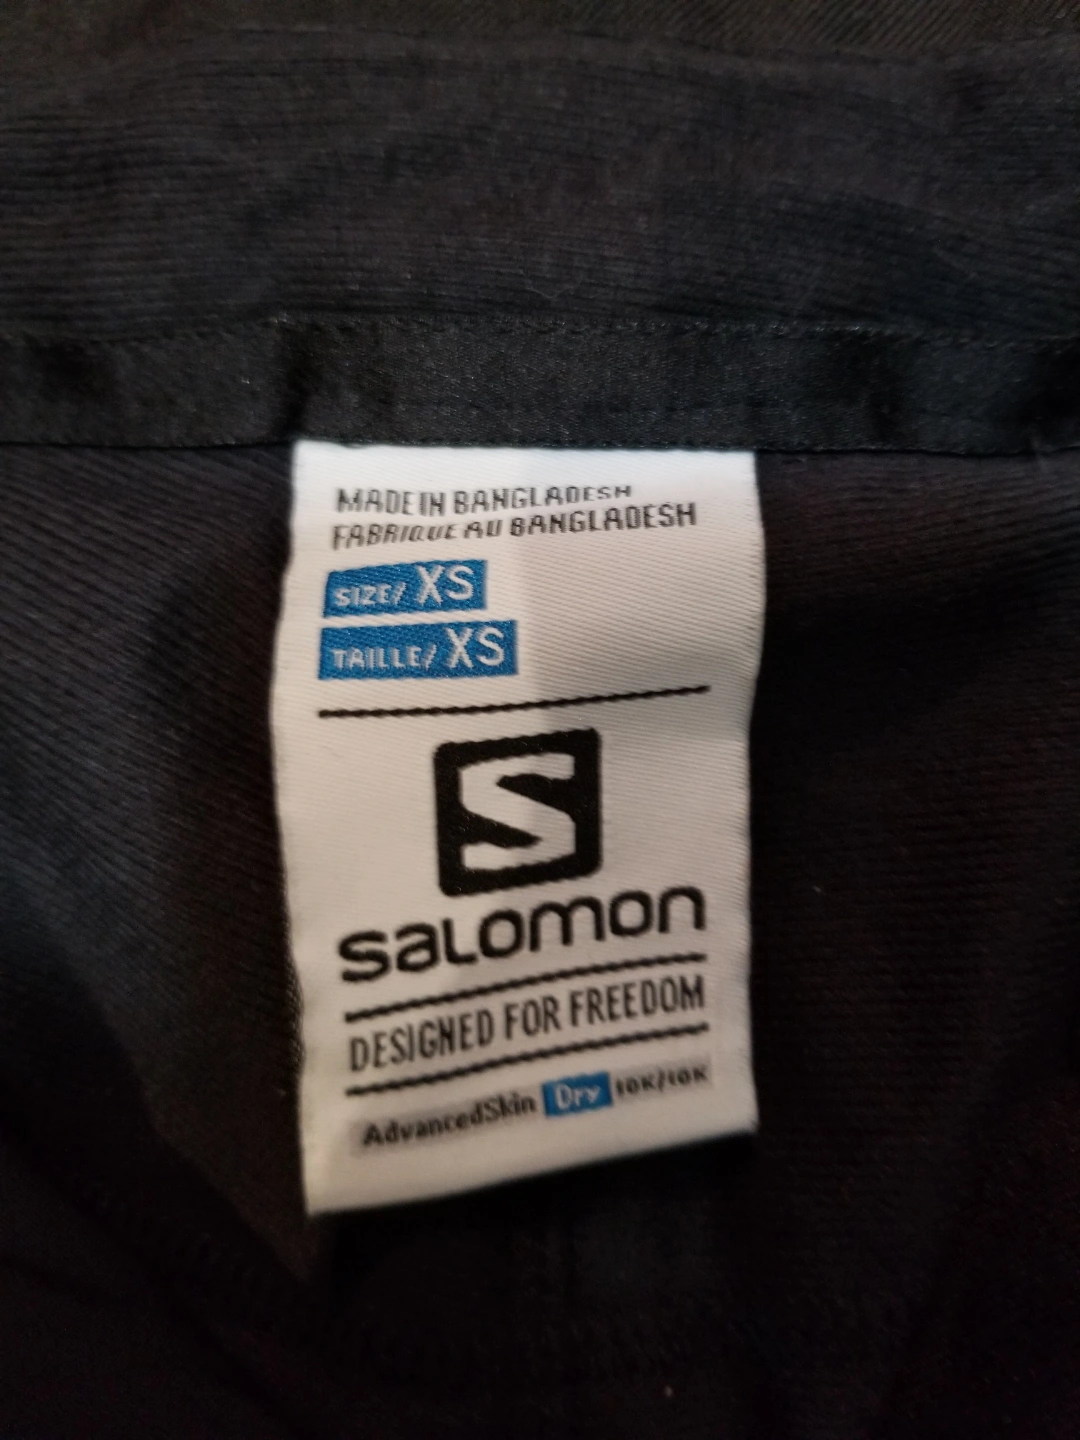 MADE IN BANGLADESH
FABRIQUE AU BANGLADESH
SIZE/ XS
TAILLE/ XS
S
salomon
DESIGNED FOR FREEDOM
AdvancedSkin Dry 10K/10K